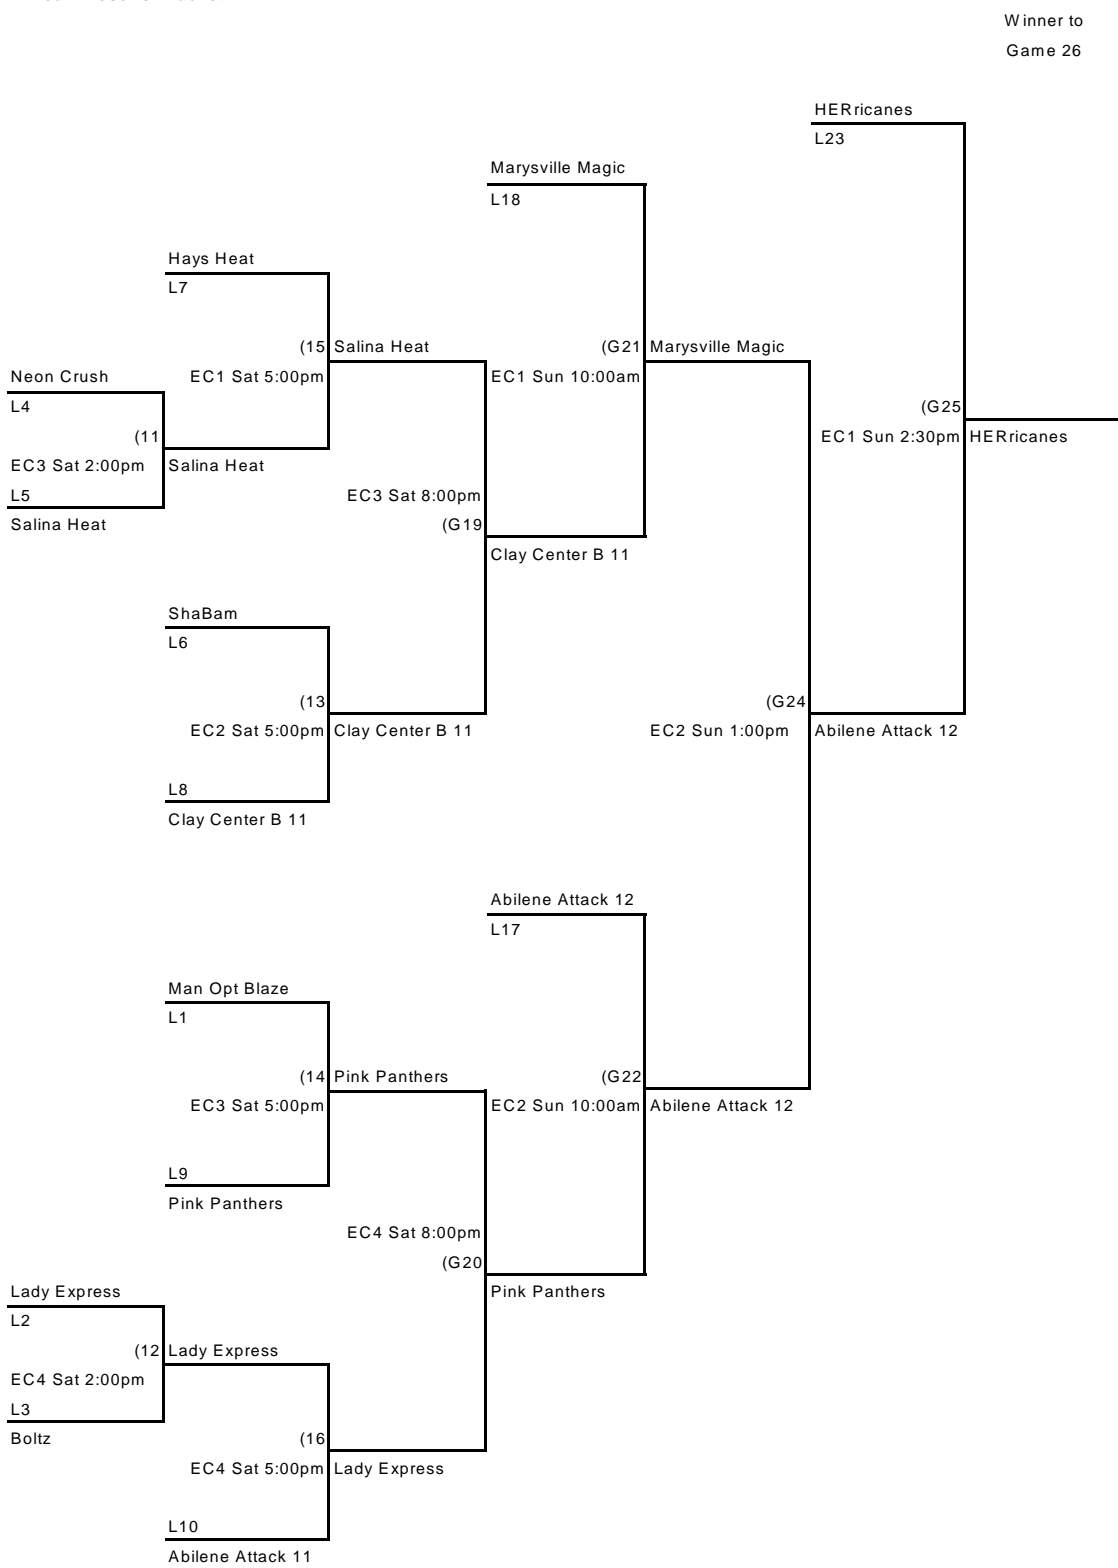 Winner to
Game 26
HERricanes
L23
Marysville Magic
L18
Hays Heat
L7
(15 Salina Heat
(G21 Marysville Magic
Neon Crush
EC1 Sat 5:00pm
EC1 Sun 10:00am
L4
(G25
(11
EC1 Sun 2:30pm HERricanes
EC3 Sat 2:00pm Salina Heat
L5
EC3 Sat 8:00pm
Salina Heat
(G19
Clay Center B 11
ShaBam
L6
(13
(G24
EC2 Sat 5:00pm Clay Center B 11
EC2 Sun 1:00pm
Abilene Attack 12
L8
Clay Center B 11
Abilene Attack 12
L17
Man Opt Blaze
L1
(14 Pink Panthers
(G22
EC3 Sat 5:00pm
EC2 Sun 10:00am Abilene Attack 12
L9
Pink Panthers
EC4 Sat 8:00pm
(G20
Lady Express
Pink Panthers
L2
(12 Lady Express
EC4 Sat 2:00pm
L3
Boltz
(16
EC4 Sat 5:00pm Lady Express
L10
Abilene Attack 11